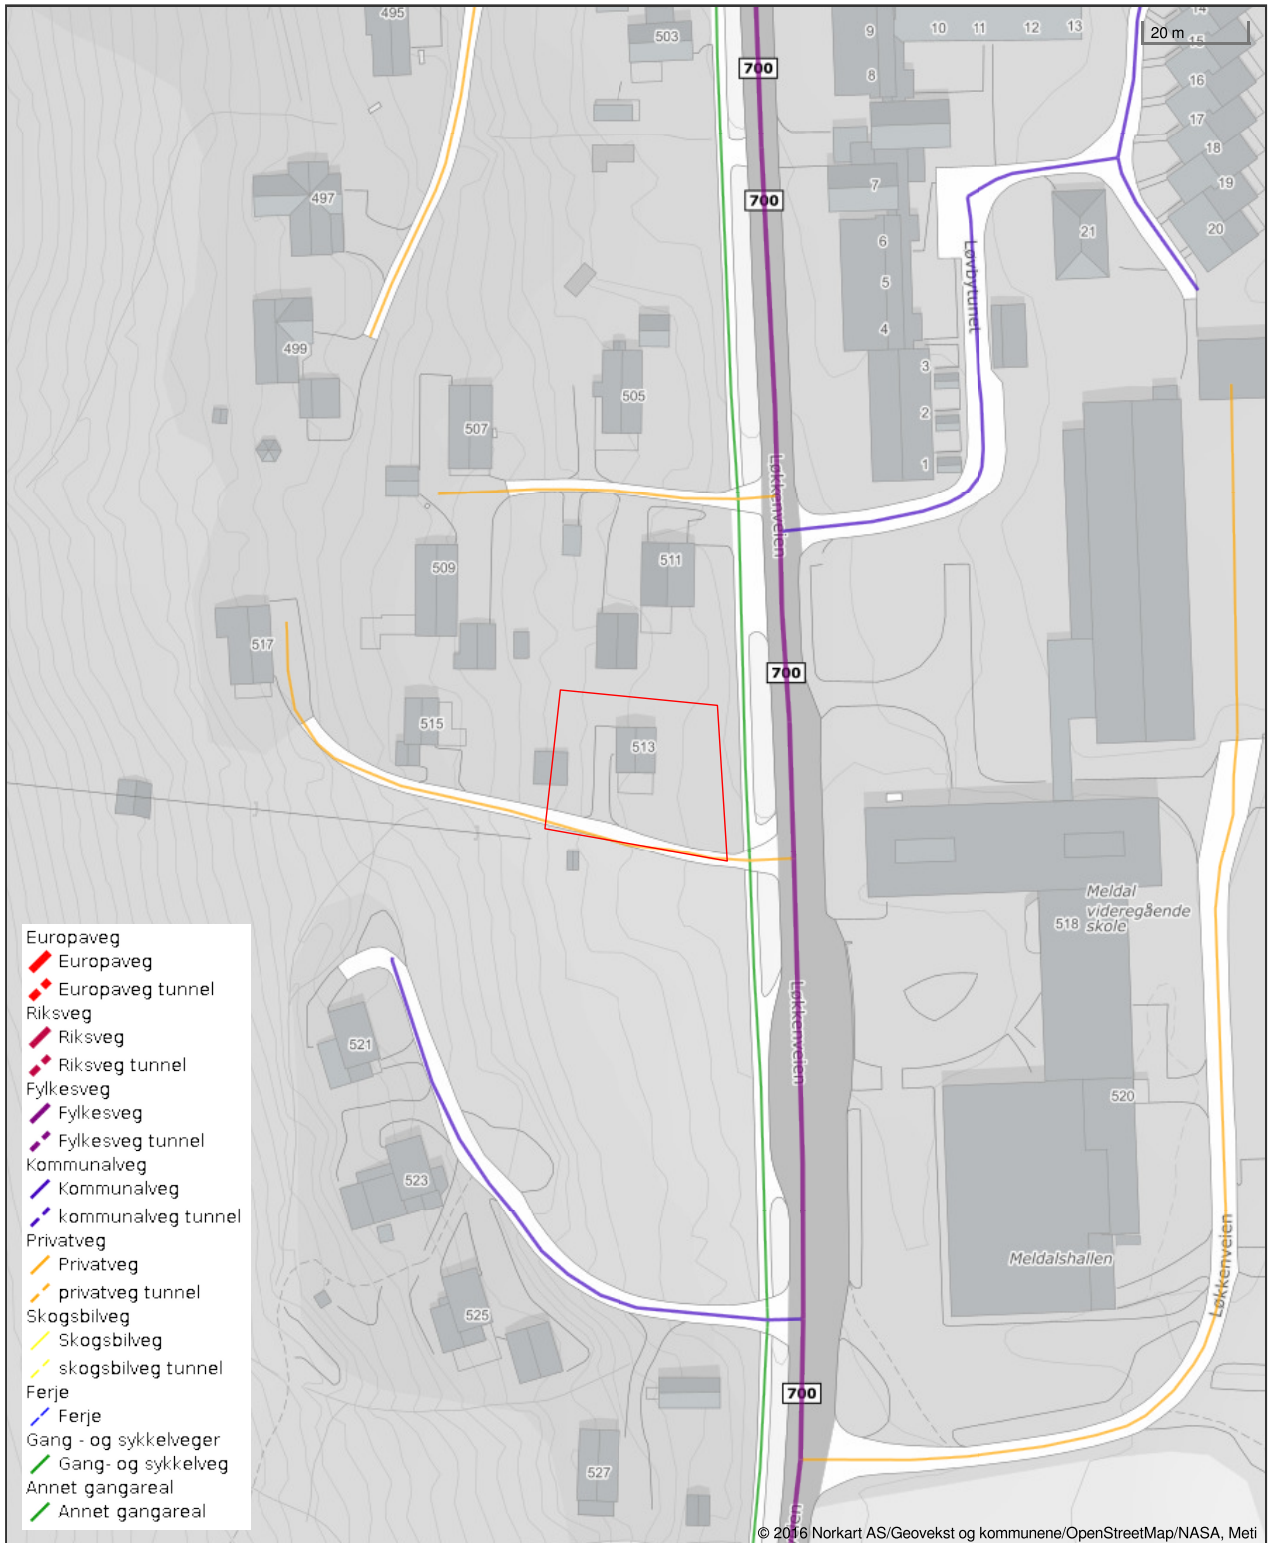 495
503
700
9
10
11
12
13
14
20 m
15
8
16
17
18
700
497
7
19
20
21
6
Løvbytunet
5
4
499
3
505
2
507
1
Løkkenveien
511
509
517
700
515
513
Meldal
videregående
skole
518
Løkkenveien
521
520
523
Meldalshallen
Løkkenveien
525
700
527
Europaveg
Europaveg
Europaveg tunnel
Riksveg
Riksveg
Riksveg tunnel
Fylkesveg
Fylkesveg
Fylkesveg tunnel
Kommunalveg
Kommunalveg
kommunalveg tunnel
Privatveg
Privatveg
privatveg tunnel
Skogsbilveg
Skogsbilveg
skogsbilveg tunnel
Ferje
Ferje
Gang - og sykkelveger
Gang- og sykkelveg
Annet gangareal
Annet gangareal
© 2016 Norkart AS/Geovekst og kommunene/OpenStreetMap/NASA, Meti